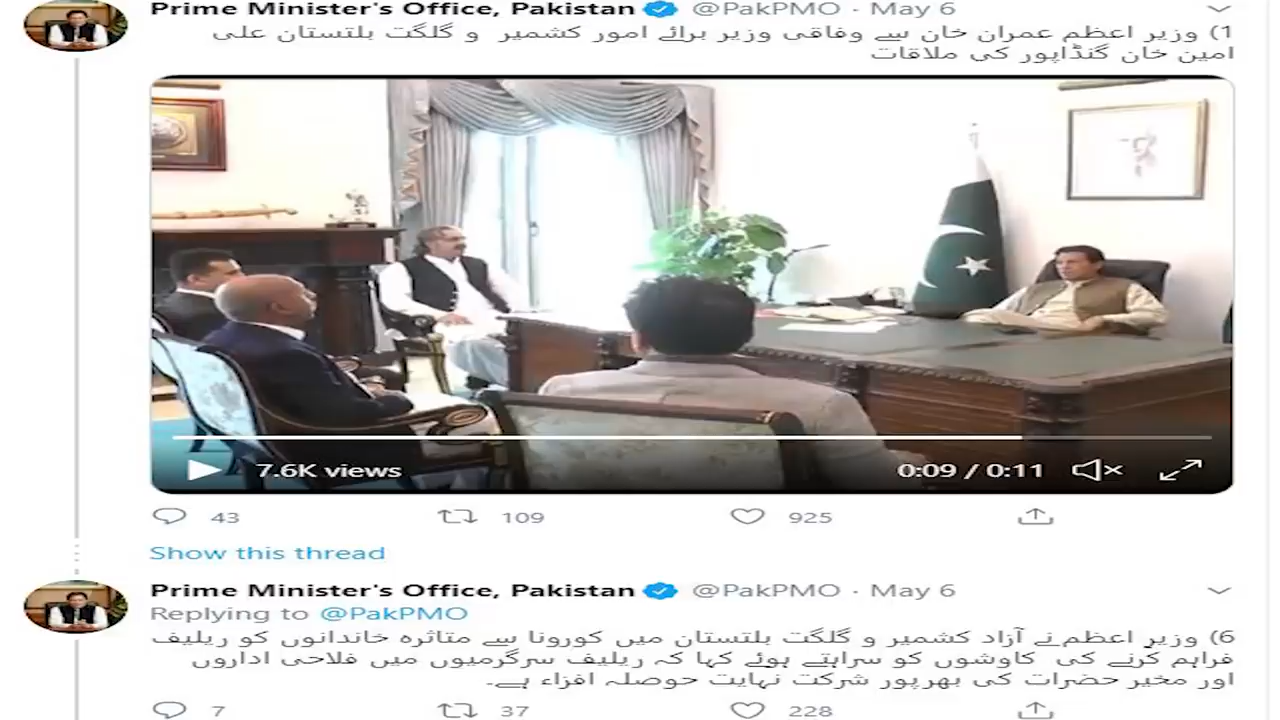 Prime Minister's Office, Pakistan @PakPMO · May 6
1) وزیر اعظم عمران خان سے وفاقی وزیر برائے امور کشمیر و گلگت بلتستان علی
امین خان گنڈاپور کی ملاقات
7.6K views 0:09 / 0:11
43 109 925
Show this thread
Prime Minister's Office, Pakistan @PakPMO · May 6
Replying to @PakPMO
6) وزیر اعظم نے آزاد کشمیر و گلگت بلتستان میں کورونا سے متاثرہ خاندانوں کو ریلیف
فراہم کرنے کی کاوشوں کو سراہتے ہوئے کہا کہ ریلیف سرگرمیوں میں فلاحی اداروں
اور مخیر حضرات کی بھرپور شرکت نہایت حوصلہ افزاء ہے۔
7 37 228